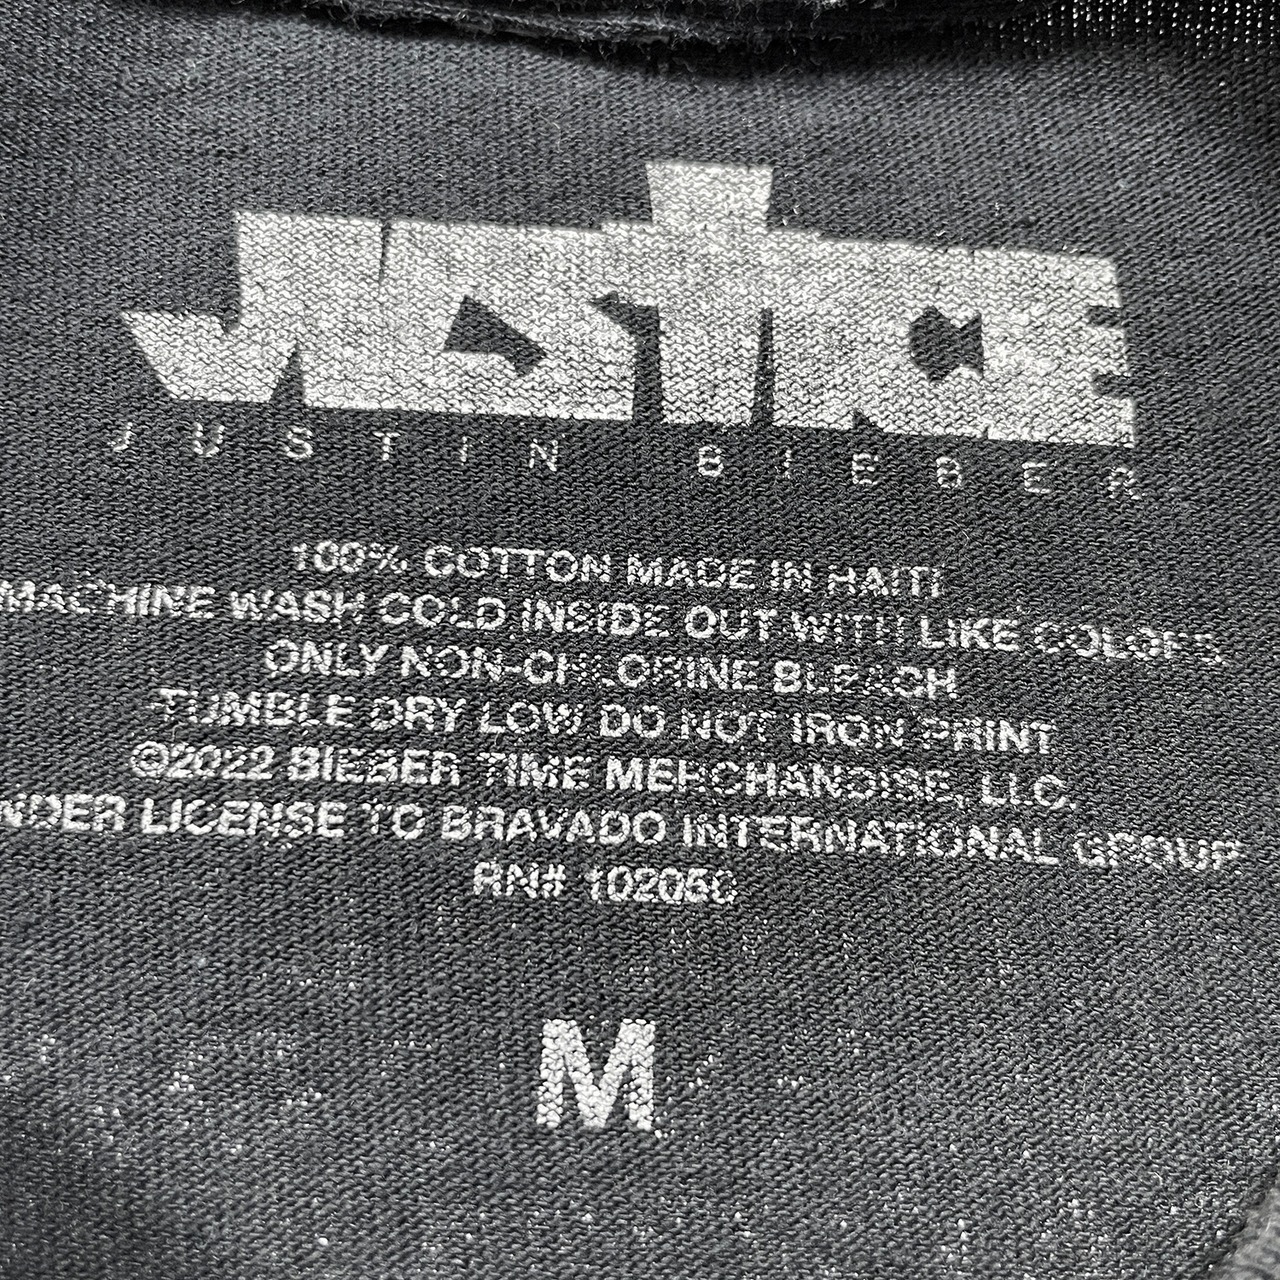 JUSTICE
JUSTIN BIEBER
100% COTTON MADE IN HAITI
MACHINE WASH COLD INSIDE OUT WITH LIKE COLORS
ONLY NON-CHLORINE BLEACH
TUMBLE DRY LOW DO NOT IRON PRINT
©2022 BIEBER TIME MERCHANDISE, LLC.
NDER LICENSE TO BRAVADO INTERNATIONAL GROUP
RN# 102050
M